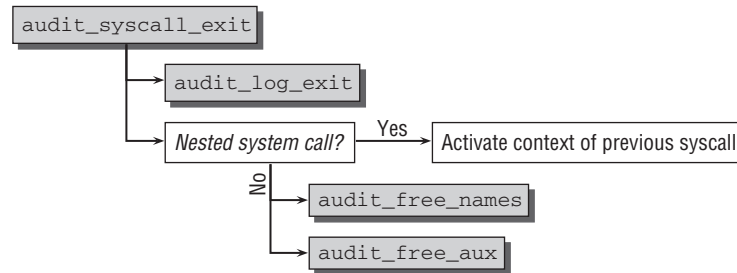 audit_syscall_exit
audit_log_exit
Nested system call?
Yes
Activate context of previous syscall
No
audit_free_names
audit_free_aux